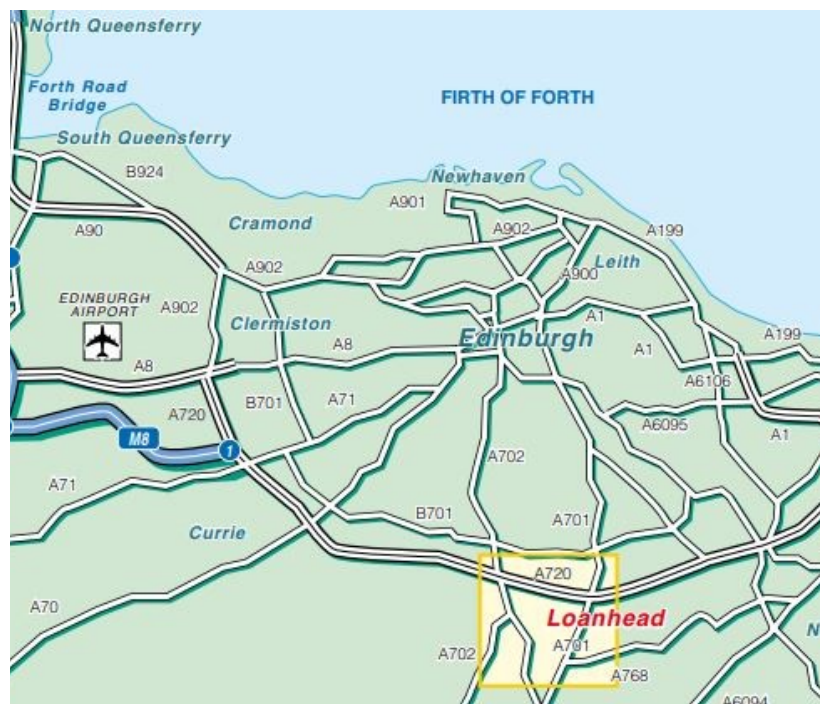 North Queensferry
Forth Road
Bridge
FIRTH OF FORTH
South Queensferry
B924
Newhaven
A901
Cramond
A90
A902
A199
A902
Leith
A900
EDINBURGH
AIRPORT
A902
Clermiston
A1
Edinburgh
A199
A8
A1
A8
A6106
A720
B701
A71
A6095
A1
M8
1
A702
A71
B701
A701
Currie
A720
A70
Loanhead
N
A702
A701
A768
A6094